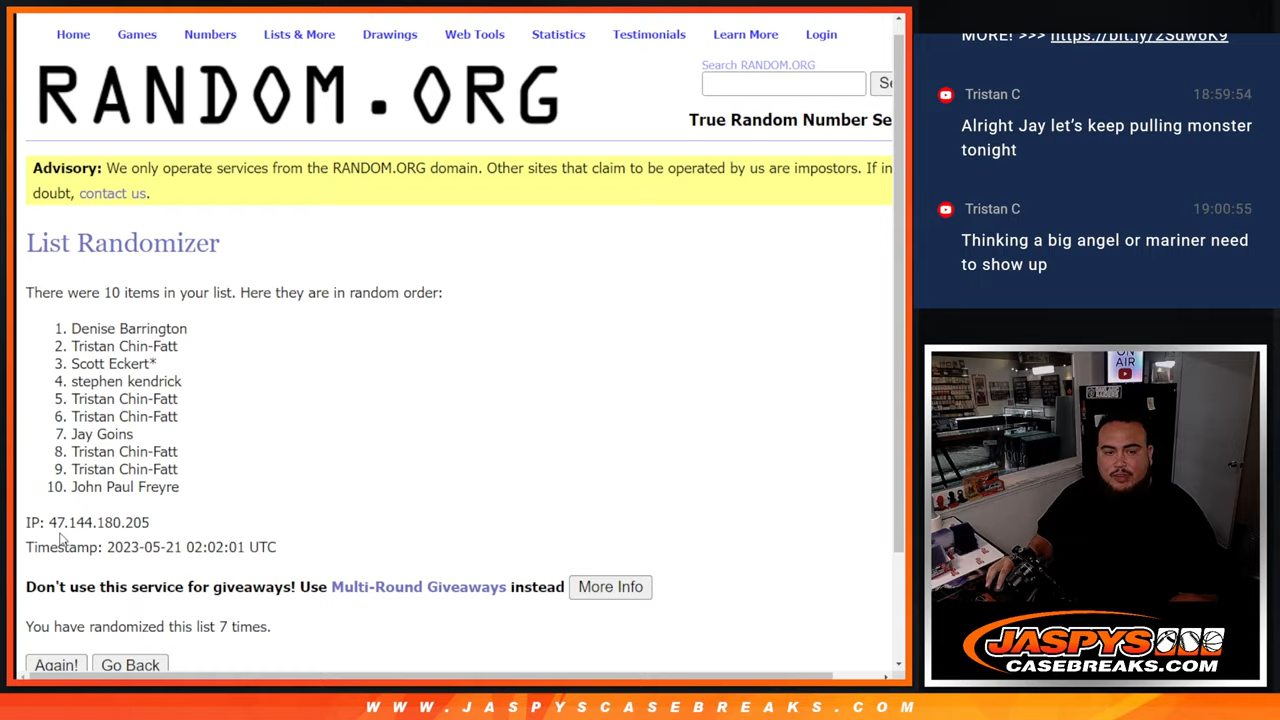 Home Games Numbers Lists & More Drawings Web Tools Statistics Testimonials Learn More Login
Search RANDOM.ORG
RANDOM.ORG
Se
True Random Number Se
Advisory: We only operate services from the RANDOM.ORG domain. Other sites that claim to be operated by us are impostors. If in
doubt, contact us.
List Randomizer
There were 10 items in your list. Here they are in random order:
1. Denise Barrington
2. Tristan Chin-Fatt
3. Scott Eckert*
4. stephen kendrick
5. Tristan Chin-Fatt
6. Tristan Chin-Fatt
7. Jay Goins
8. Tristan Chin-Fatt
9. Tristan Chin-Fatt
10. John Paul Freyre
IP: 47.144.180.205
Timestamp: 2023-05-21 02:02:01 UTC
Don't use this service for giveaways! Use Multi-Round Giveaways instead More Info
You have randomized this list 7 times.
Again! Go Back
MORE! >>> https://bit.ly/2Sdw6K9
Tristan C 18:59:54
Alright Jay let's keep pulling monster
tonight
Tristan C 19:00:55
Thinking a big angel or mariner need
to show up
ON
AIR
JASPYS
CASEBREAKS.COM
WWW.JASPYSCASEBREAKS.COM